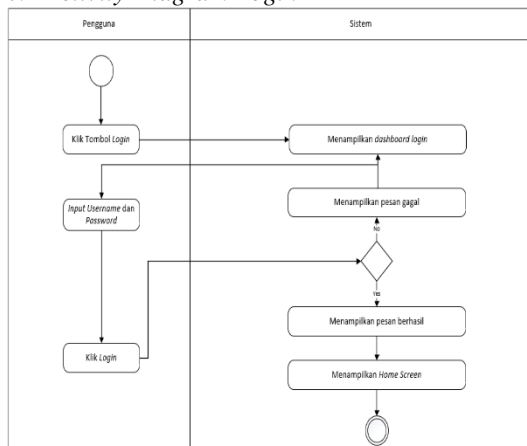 Activity Diagram Login
Pengguna
Sistem
Klik Tombol Login
Menampilkan dashboard login
Input Username dan
Password
Menampilkan pesan gagal
No
Yes
Menampilkan pesan berhasil
Klik Login
Menampilkan Home Screen